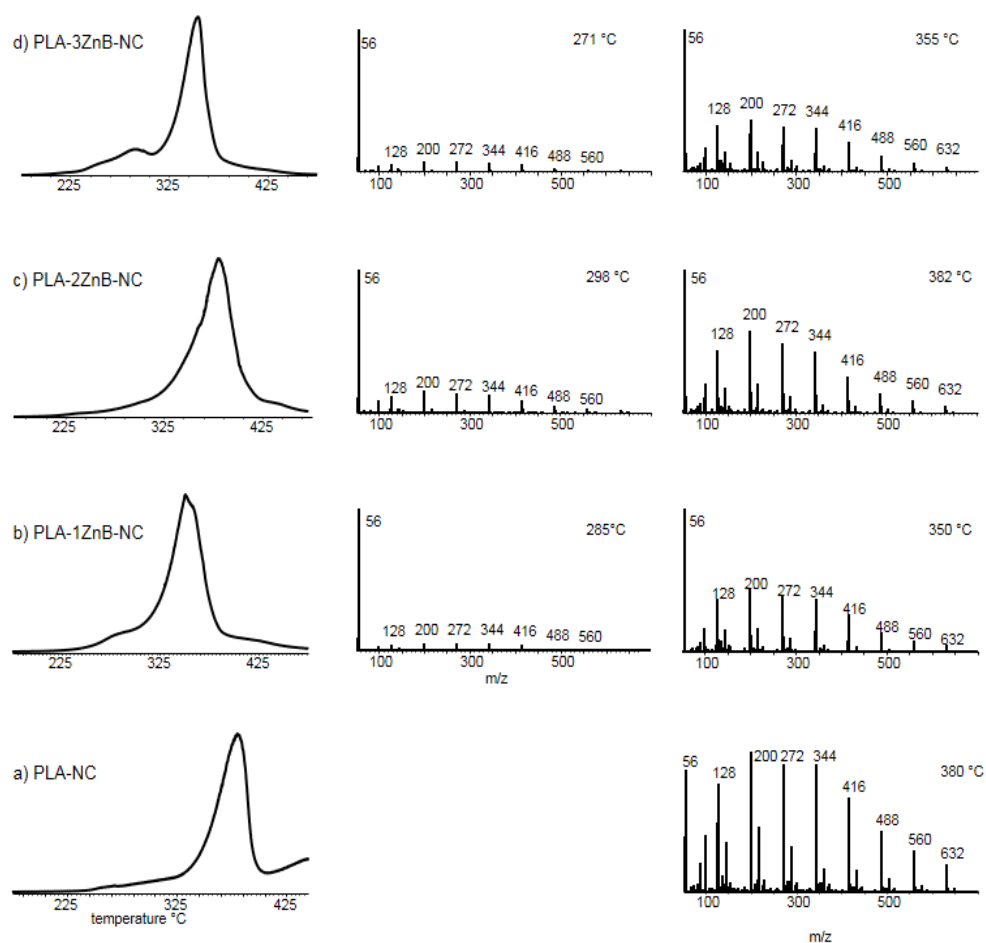 d) PLA-3ZnB-NC
225 325 425
56 271 °C
128 200 272 344 416 488 560
100 300 500
56 355 °C
128 200 272 344 416 488 560 632
100 300 500
c) PLA-2ZnB-NC
225 325 425
56 298 °C
128 200 272 344 416 488 560
100 300 500
56 382 °C
128 200 272 344 416 488 560 632
100 300 500
b) PLA-1ZnB-NC
225 325 425
56 285°C
128 200 272 344 416 488 560
100 300 500
m/z
56 350 °C
128 200 272 344 416 488 560 632
100 300 500
a) PLA-NC
225 325 425
temperature °C
56 128 200 272 344 416 488 560 632
380 °C
100 300 500
m/z